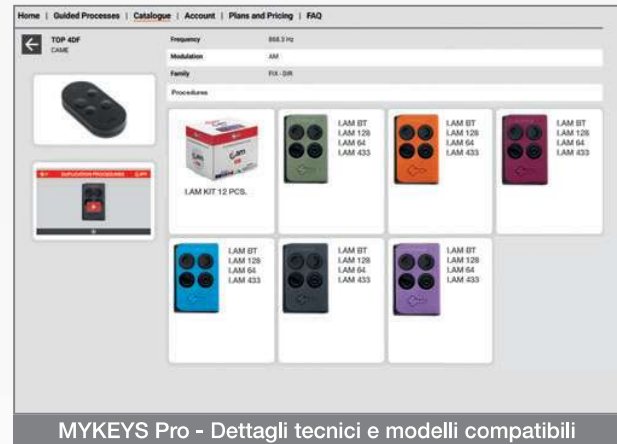 Home | Guided Processes | Catalogue | Account | Plans and Pricing | FAQ
TOP 4DF
CAME
Frequency 868.3 Hz
Modulation AM
Family FIX - DIR
Procedures
DUPLICATION PROCEDURES
I.AM KIT 12 PCS.
I.AM BT
I.AM 128
I.AM 64
I.AM 433
I.AM BT
I.AM 128
I.AM 64
I.AM 433
I.AM BT
I.AM 128
I.AM 64
I.AM 433
I.AM BT
I.AM 128
I.AM 64
I.AM 433
I.AM BT
I.AM 128
I.AM 64
I.AM 433
I.AM BT
I.AM 128
I.AM 64
I.AM 433
MYKEYS Pro - Dettagli tecnici e modelli compatibili